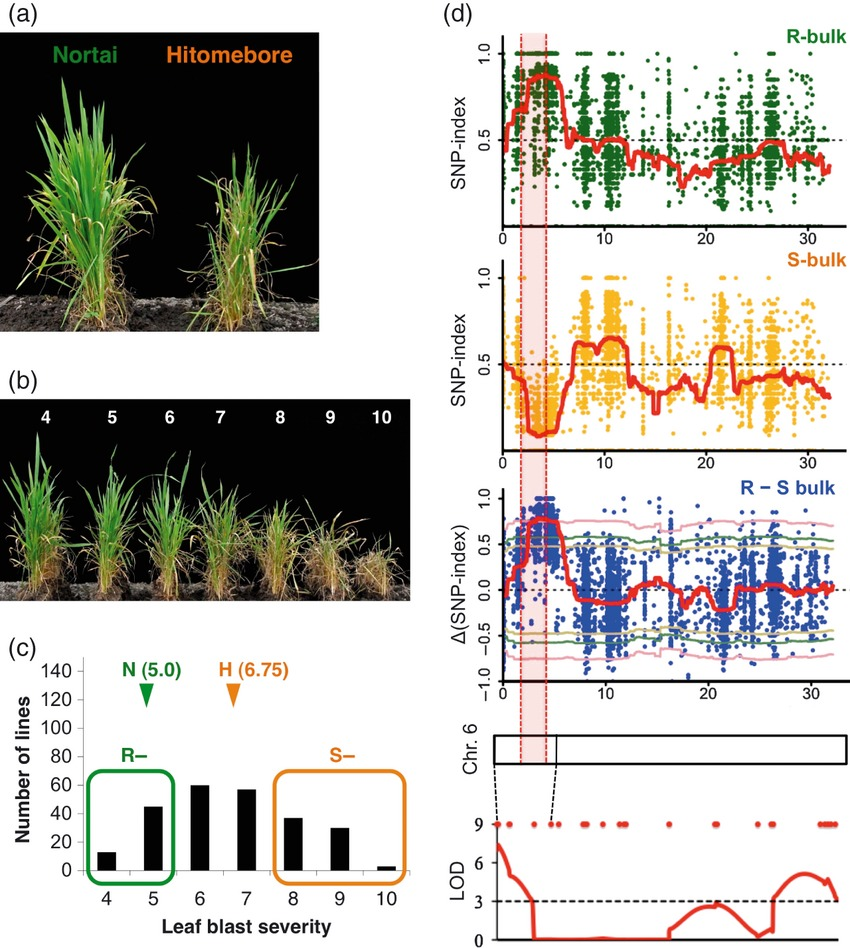 (a)
Nortai Hitomebore
(b)
4 5 6 7 8 9 10
(c)
Number of lines
140
120
100
80
60
40
20
0
N (5.0) H (6.75)
R– S–
4 5 6 7 8 9 10
Leaf blast severity
(d)
R-bulk
SNP-index
1.0
0.5
0 10 20 30
S-bulk
SNP-index
1.0
0.5
0 10 20 30
R − S bulk
Δ(SNP-index)
1.0
0.5
0.0
−0.5
−1.0
0 10 20 30
Chr. 6
LOD
9
6
3
0